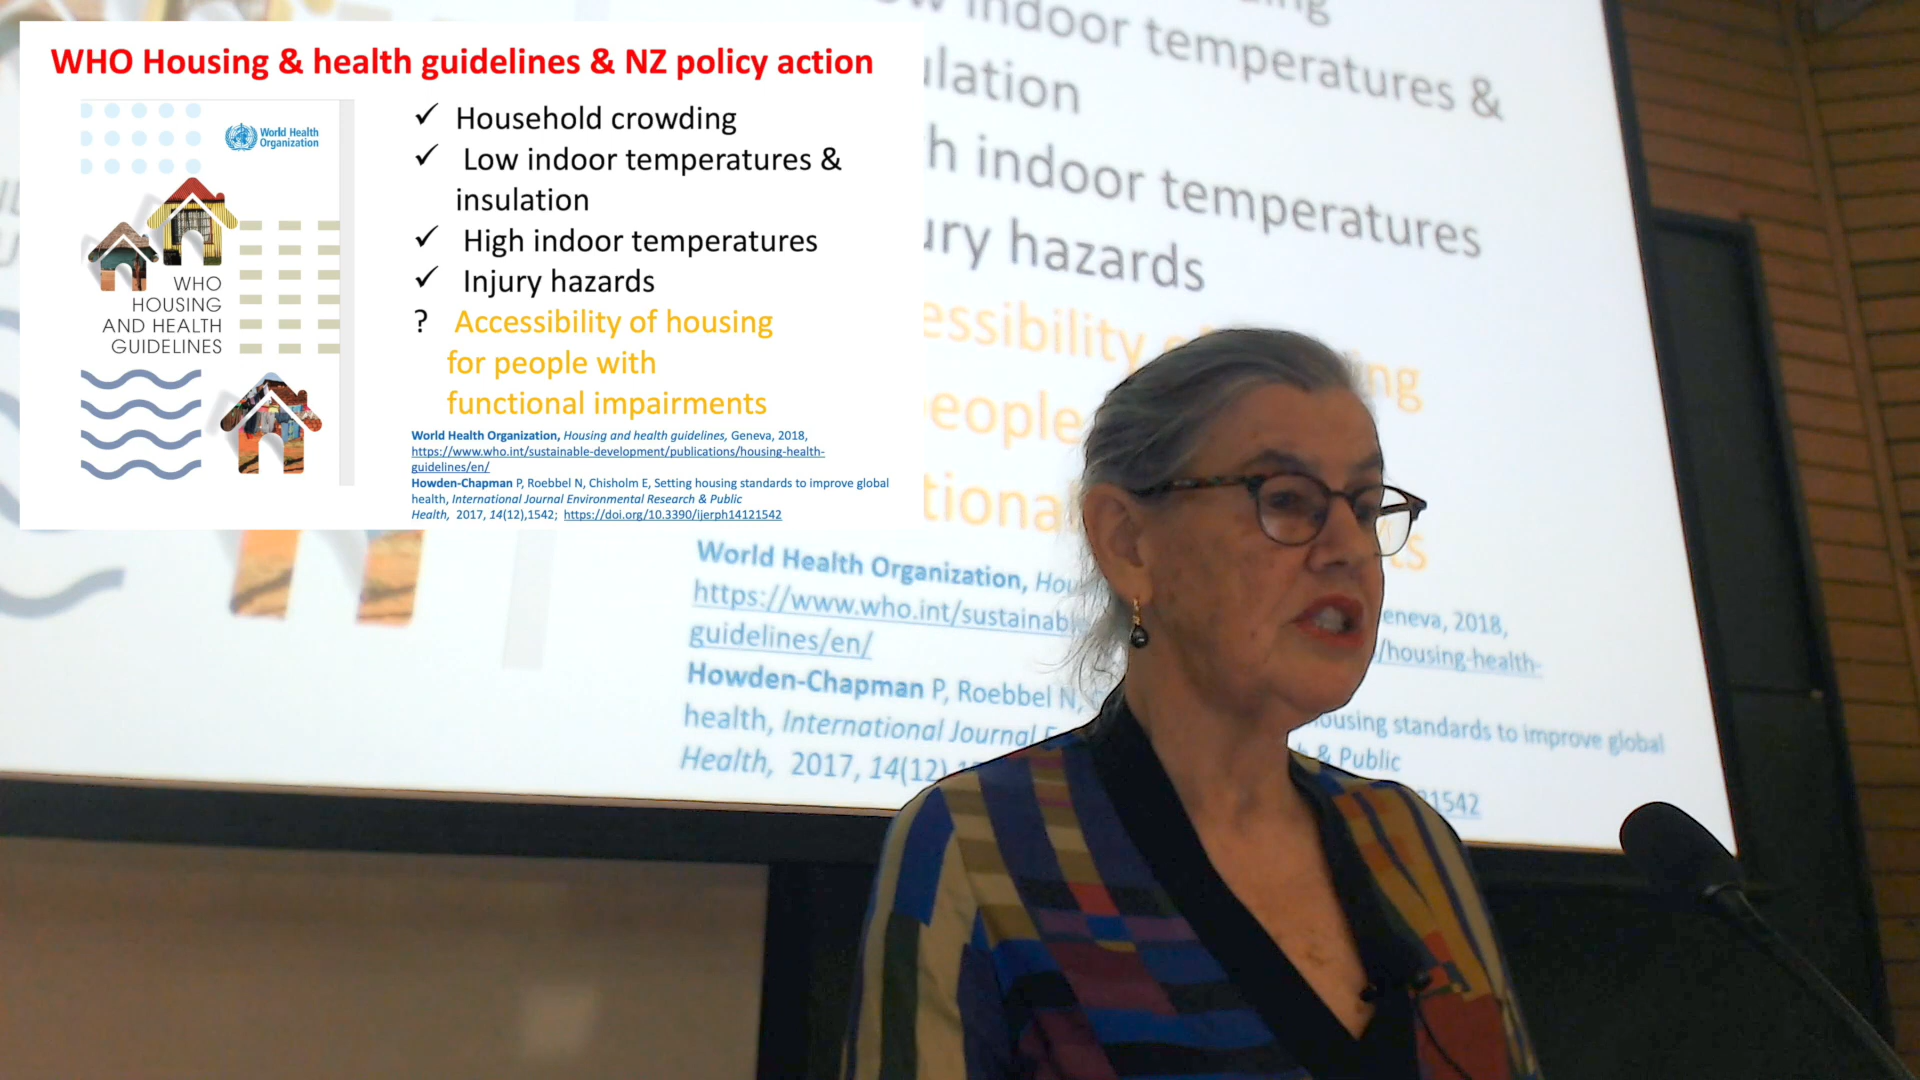 WHO Housing & health guidelines & NZ policy action
World Health
Organization
WHO
HOUSING
AND HEALTH
GUIDELINES
✓ Household crowding
✓ Low indoor temperatures &
insulation
✓ High indoor temperatures
✓ Injury hazards
? Accessibility of housing
for people with
functional impairments
World Health Organization, Housing and health guidelines, Geneva, 2018,
https://www.who.int/sustainable-development/publications/housing-health-
guidelines/en/
Howden-Chapman P, Roebbel N, Chisholm E, Setting housing standards to improve global
health, International Journal Environmental Research & Public
Health, 2017, 14(12),1542; https://doi.org/10.3390/ijerph14121542
indoor temperatures &
indoor temperatures
hazards
World Health Organization,
eneva, 2018,
https://www.who.int/sustainab
/housing-health-
guidelines/en/
Howden-Chapman P, Roebbel N,
ousing standards to improve global
health, International Journal
& Public
Health, 2017, 14(12)
1542